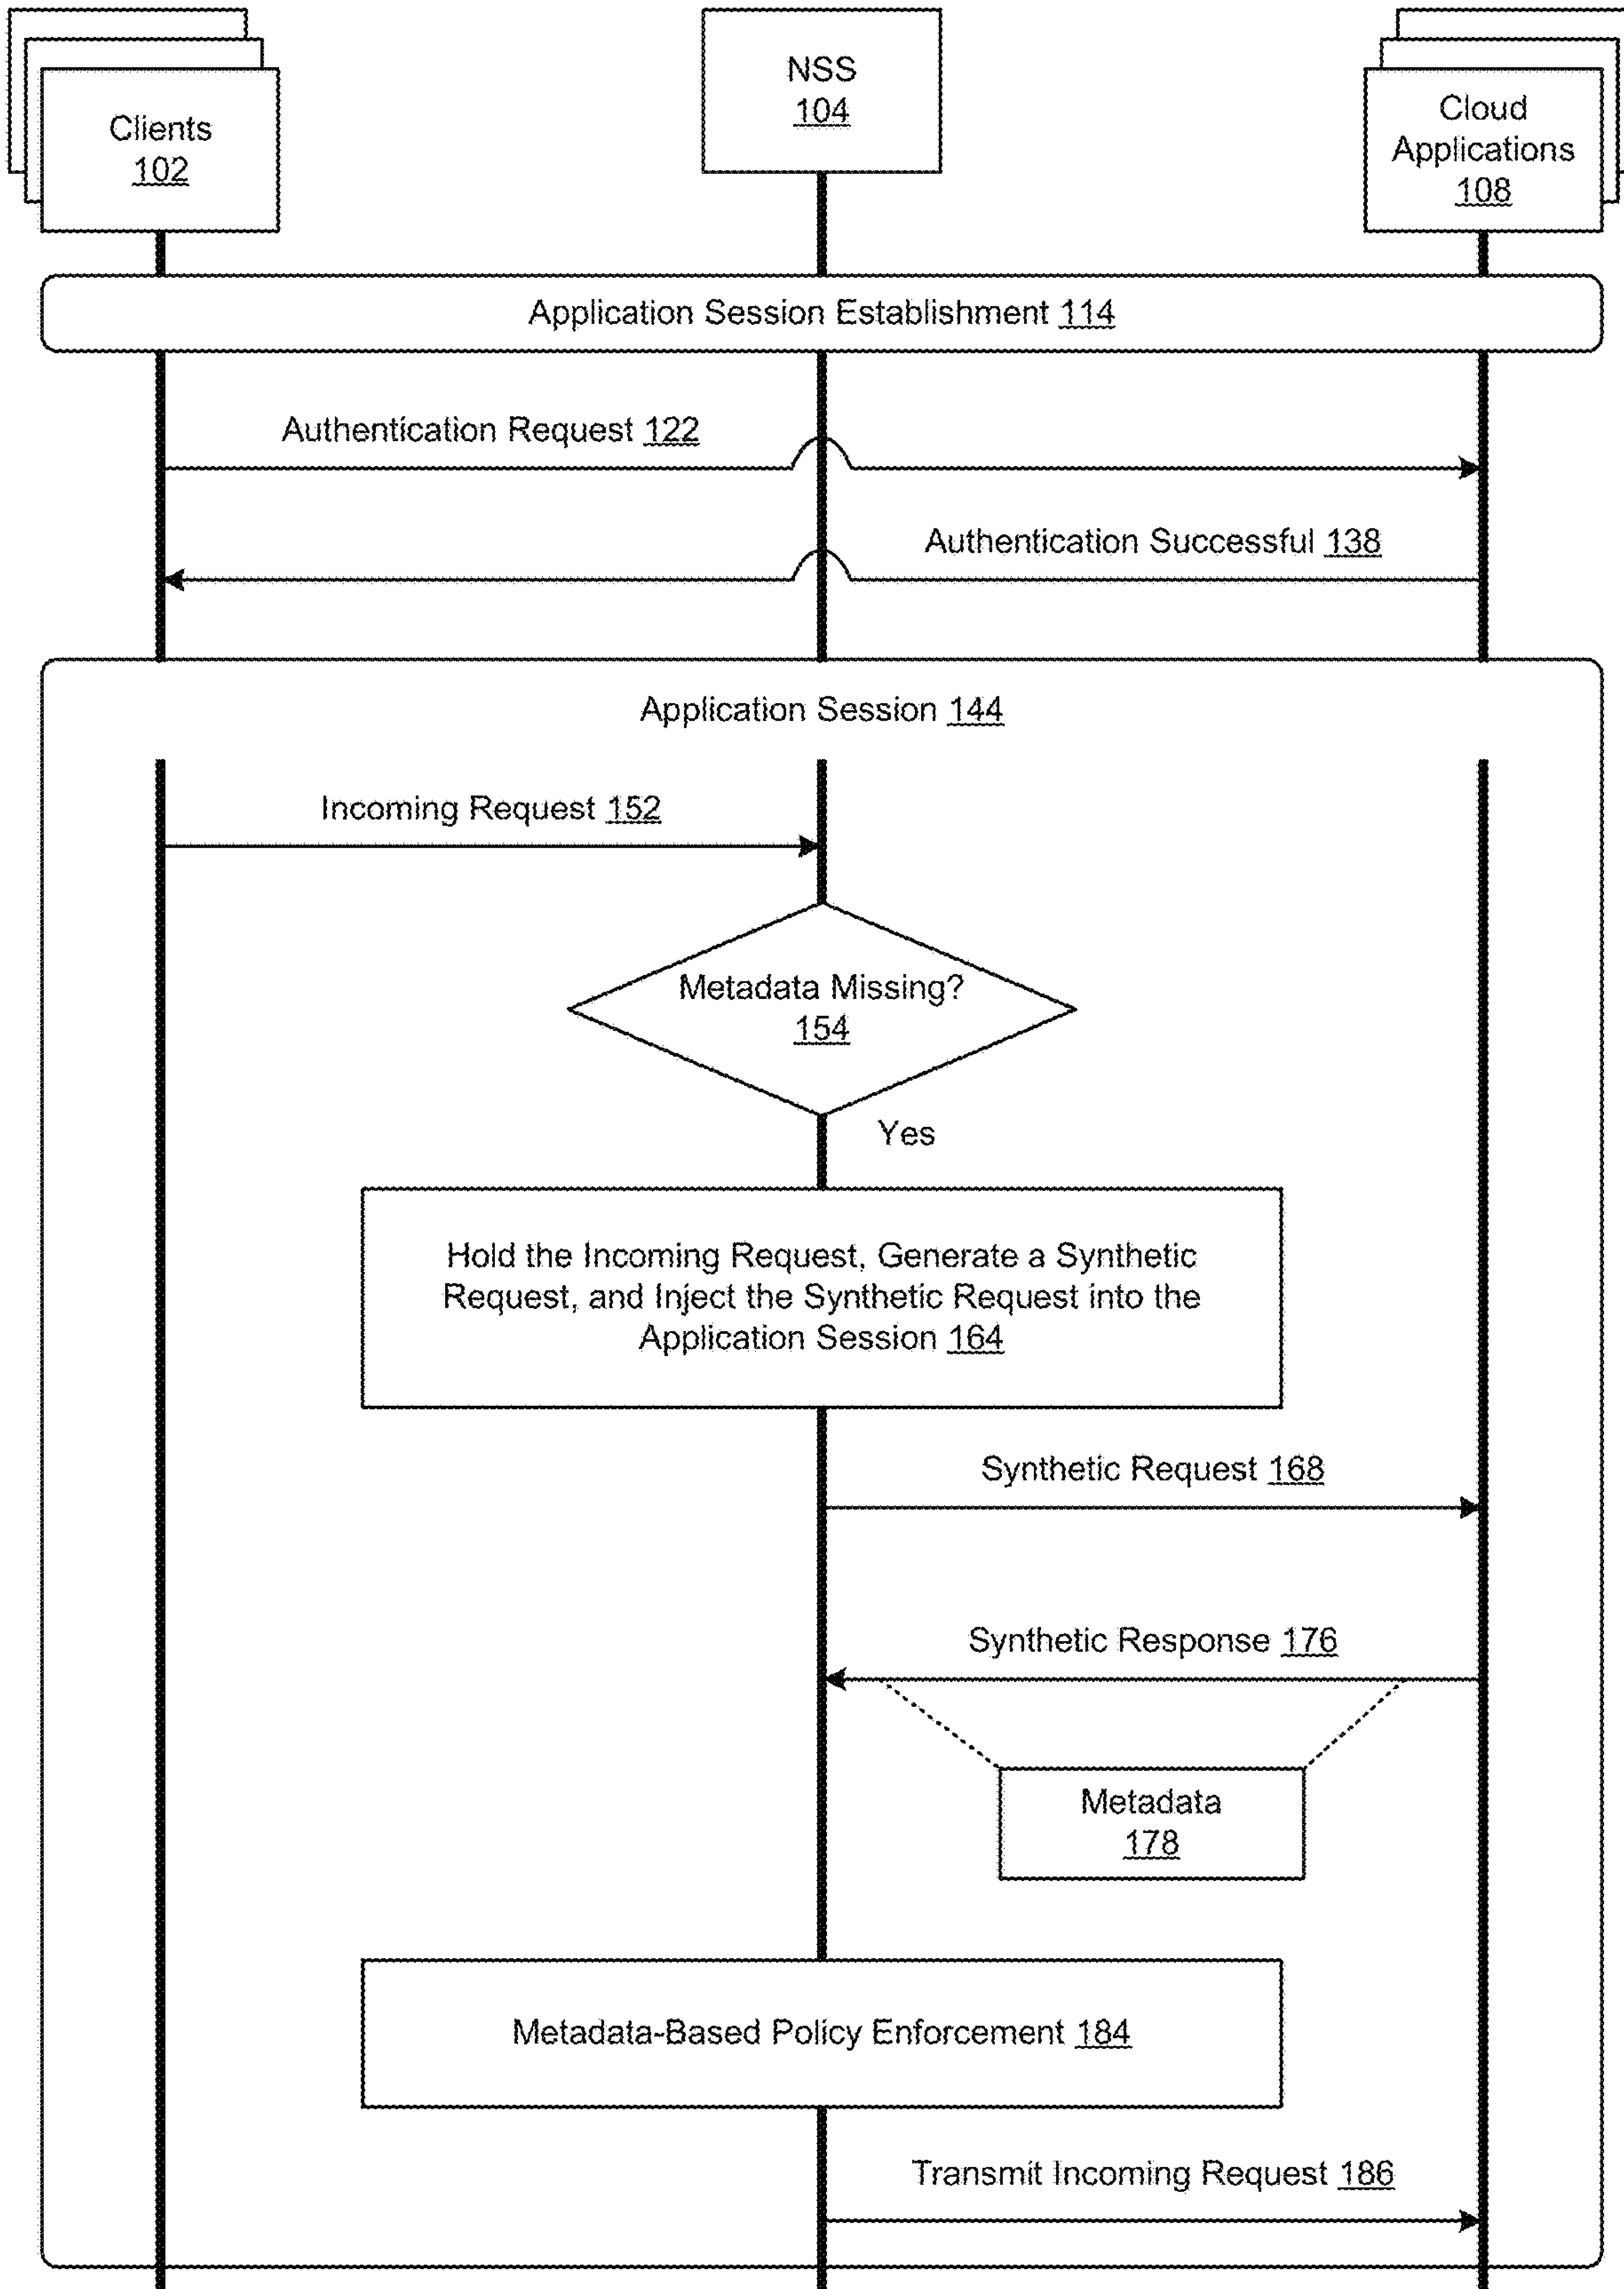 Clients
102
NSS
104
Cloud
Applications
108
Application Session Establishment 114
Authentication Request 122
Authentication Successful 138
Application Session 144
Incoming Request 152
Metadata Missing?
154
Yes
Hold the Incoming Request, Generate a Synthetic
Request, and Inject the Synthetic Request into the
Application Session 164
Synthetic Request 168
Synthetic Response 176
Metadata
178
Metadata-Based Policy Enforcement 184
Transmit Incoming Request 186